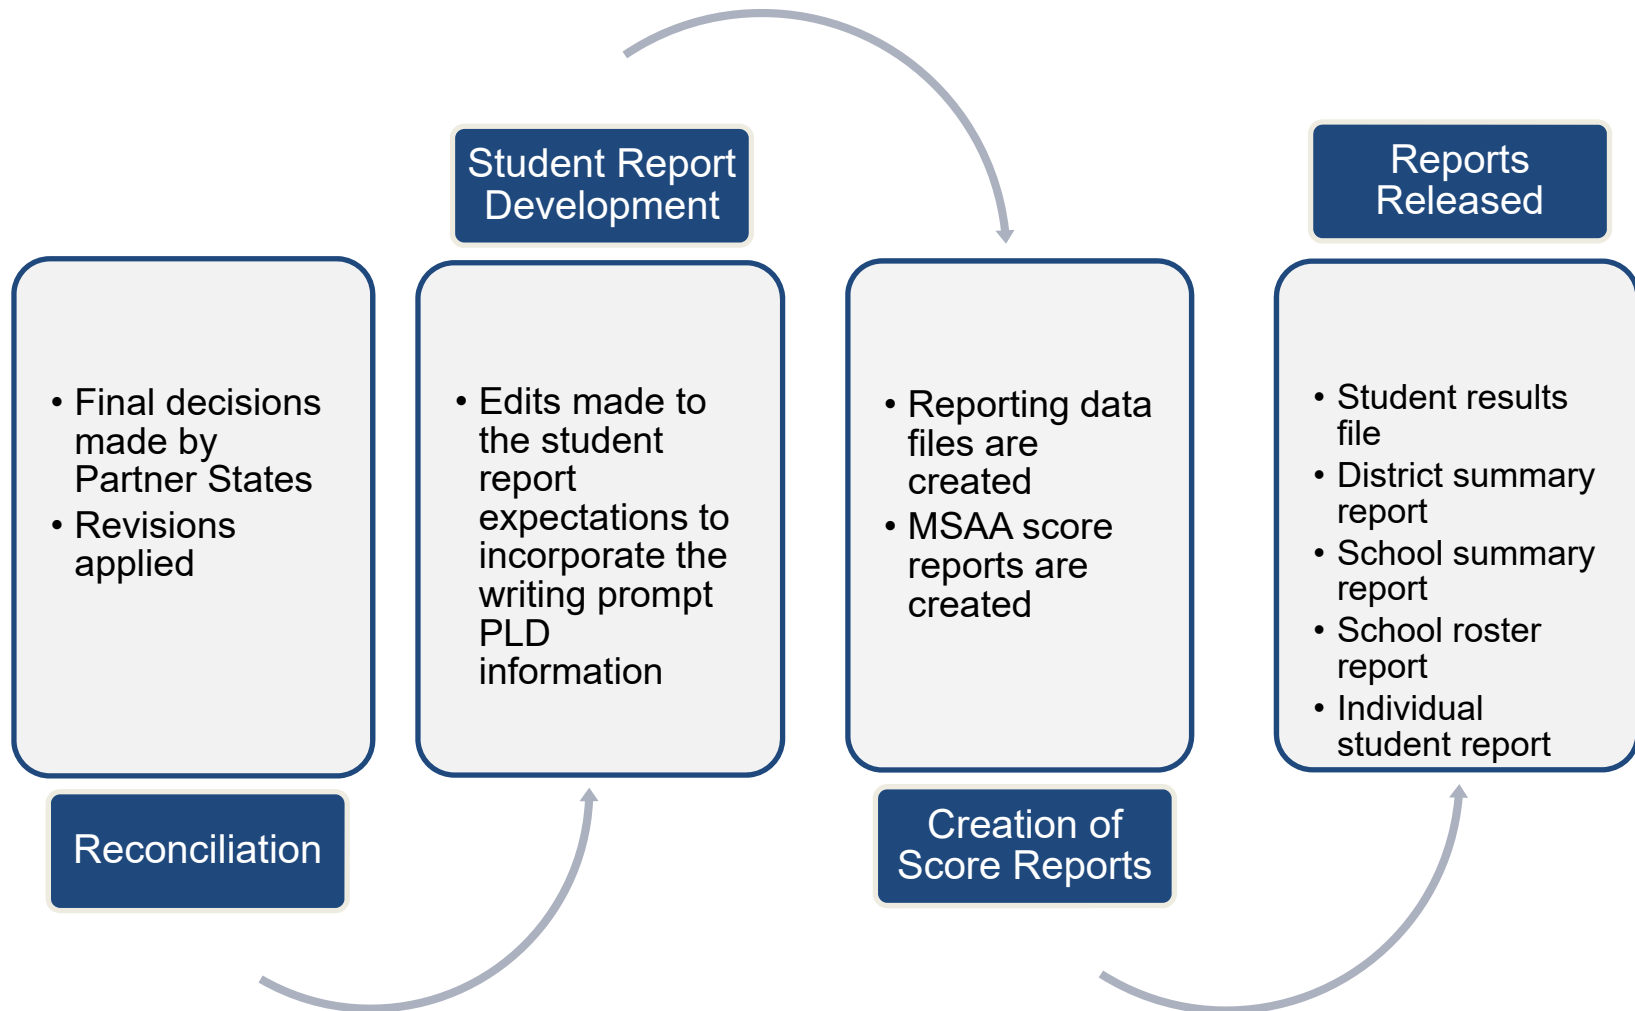 • Final decisions
made by
Partner States
• Revisions
applied
Reconciliation
Student Report
Development
• Edits made to
the student
report
expectations to
incorporate the
writing prompt
PLD
information
• Reporting data
files are
created
• MSAA score
reports are
created
Creation of
Score Reports
Reports
Released
• Student results
file
• District summary
report
• School summary
report
• School roster
report
• Individual
student report